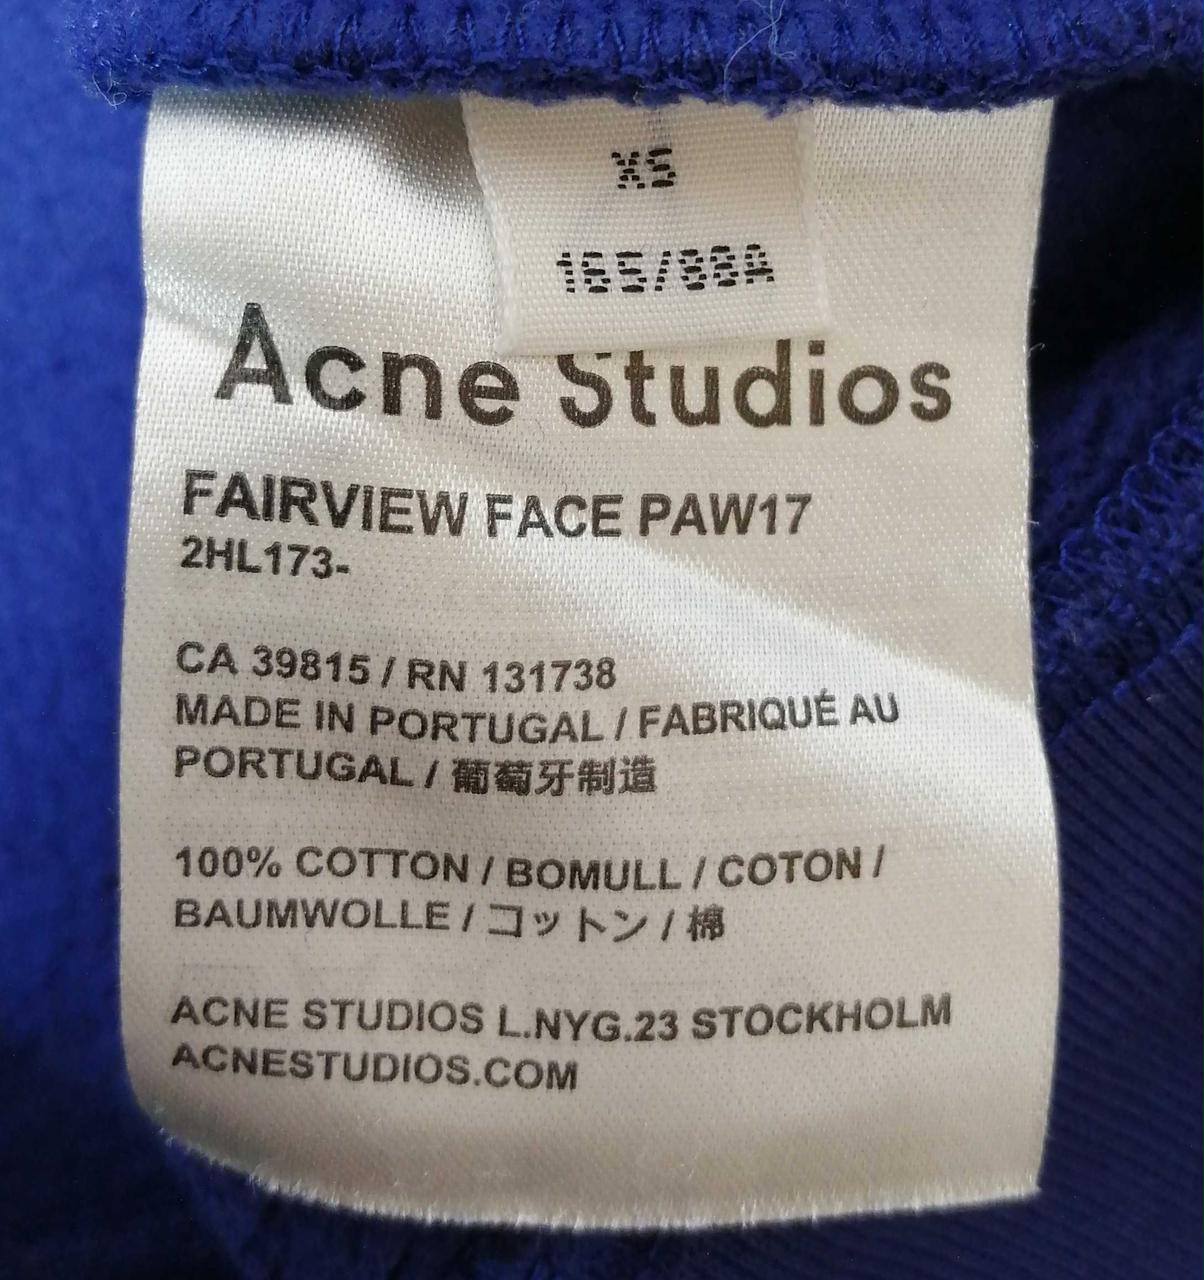 XS
165/88A
Acne Studios
FAIRVIEW FACE PAW17
2HL173-
CA 39815 / RN 131738
MADE IN PORTUGAL / FABRIQUÉ AU
PORTUGAL / 葡萄牙制造
100% COTTON / BOMULL / COTON /
BAUMWOLLE / コットン / 棉
ACNE STUDIOS L.NYG.23 STOCKHOLM
ACNESTUDIOS.COM